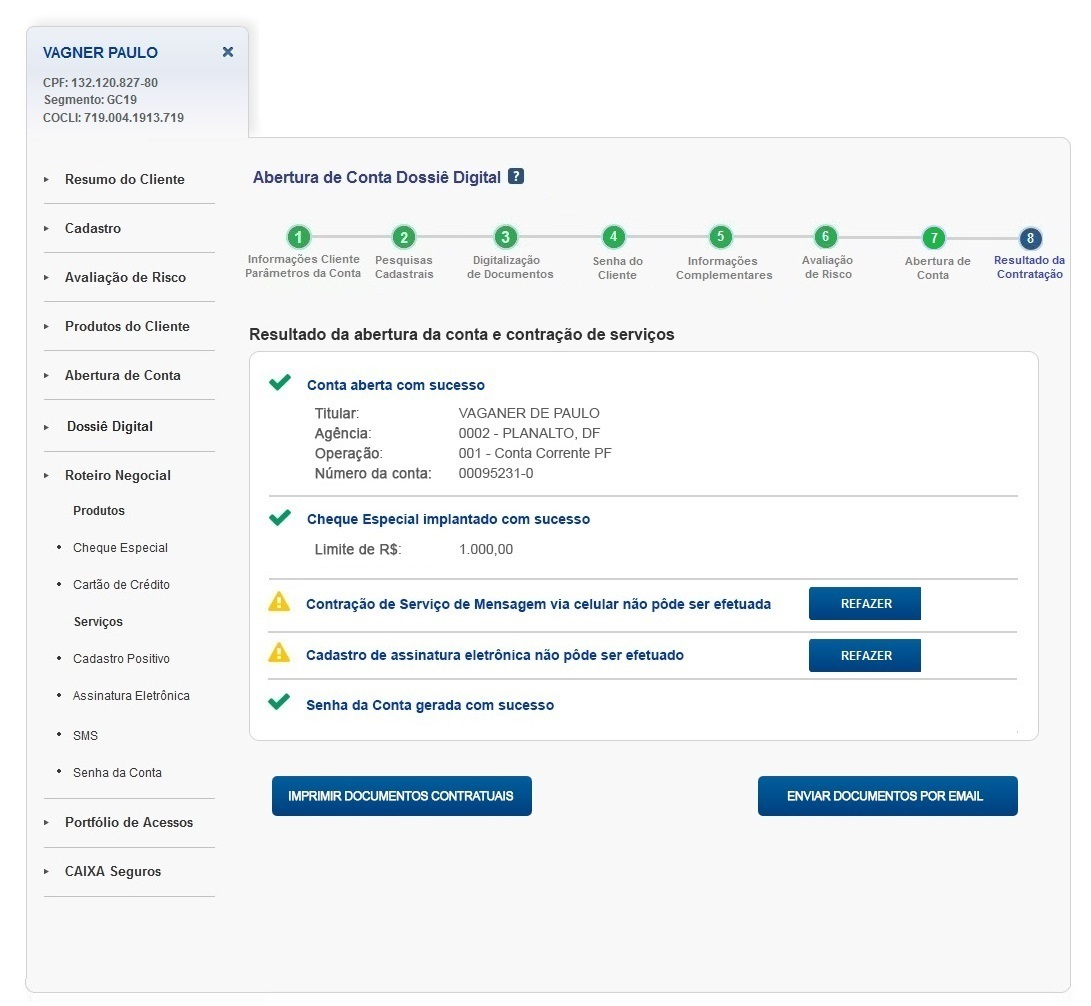 VAGNER PAULO
CPF: 132.120.827-80
Segmento: GC19
COCLI: 719.004.1913.719
Resumo do Cliente
Cadastro
Avaliação de Risco
Produtos do Cliente
Abertura de Conta
Dossiê Digital
Roteiro Negocial
Produtos
Cheque Especial
Cartão de Crédito
Serviços
Cadastro Positivo
Assinatura Eletrônica
SMS
Senha da Conta
Portfólio de Acessos
CAIXA Seguros
Abertura de Conta Dossiê Digital ?
1
Informações Cliente
Parâmetros da Conta
2
Pesquisas
Cadastrais
3
Digitalização
de Documentos
4
Senha do
Cliente
5
Informações
Complementares
6
Avaliação
de Risco
7
Abertura de
Conta
8
Resultado da
Contratação
Resultado da abertura da conta e contração de serviços
Conta aberta com sucesso
Titular: VAGANER DE PAULO
Agência: 0002 - PLANALTO, DF
Operação: 001 - Conta Corrente PF
Número da conta: 00095231-0
Cheque Especial implantado com sucesso
Limite de R$: 1.000,00
Contração de Serviço de Mensagem via celular não pôde ser efetuada REFAZER
Cadastro de assinatura eletrônica não pôde ser efetuado REFAZER
Senha da Conta gerada com sucesso
IMPRIMIR DOCUMENTOS CONTRATUAIS ENVIAR DOCUMENTOS POR EMAIL